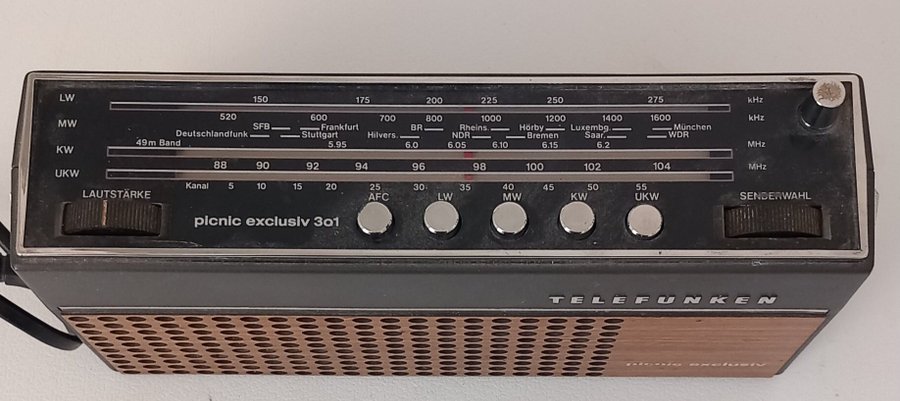 LW 150 175 200 225 250 275 kHz
520 600 700 800 1000 1200 1400 1600 kHz
MW
SFB Frankfurt BR Rheins. Hörby Luxembg. München
Deutschlandfunk Stuttgart Hilvers. NDR Bremen Saar. WDR
49m Band 5.95 6.0 6.05 6.10 6.15 6.2 MHz
KW
88 90 92 94 96 98 100 102 104 MHz
UKW
Kanal 5 10 15 20 25 30 35 40 45 50 55
LAUTSTÄRKE AFC LW MW KW UKW SENDERWAHL
picnic exclusiv 301
TELEFUNKEN
picnic exclusiv